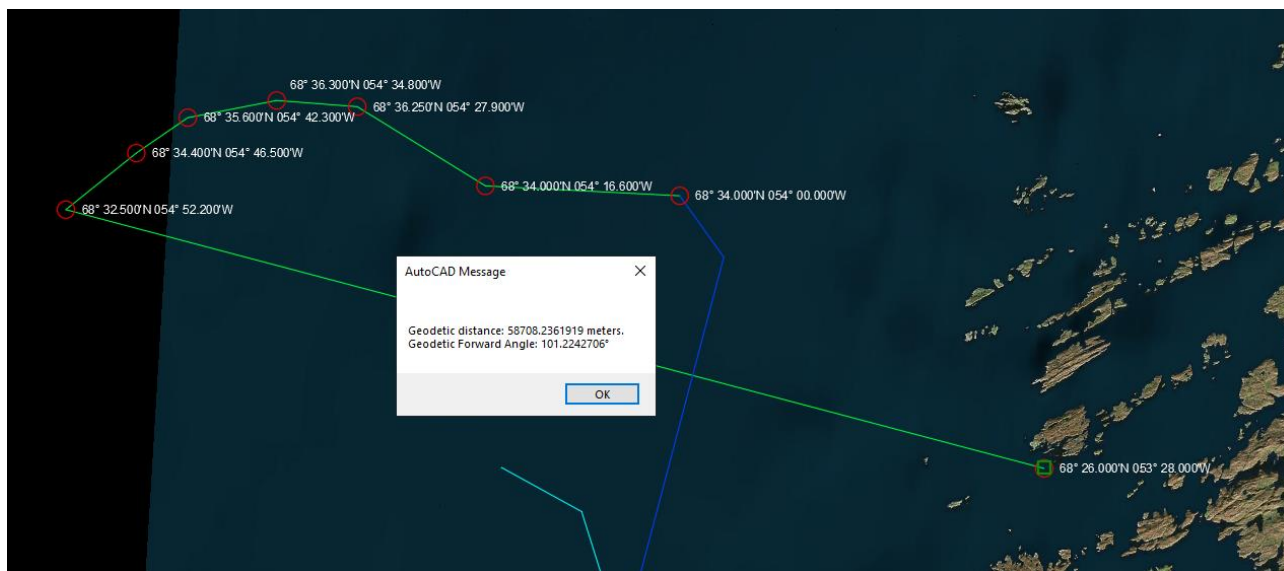 68° 36.300'N 054° 34.800'W
68° 36.250'N 054° 27.900'W
68° 35.600'N 054° 42.300'W
68° 34.400'N 054° 46.500'W
68° 34.000'N 054° 16.600'W
68° 34.000'N 054° 00.000'W
68° 32.500'N 054° 52.200'W
AutoCAD Message
Geodetic distance: 58708.2361919 meters.
Geodetic Forward Angle: 101.2242706°
OK
68° 26.000'N 053° 28.000'W